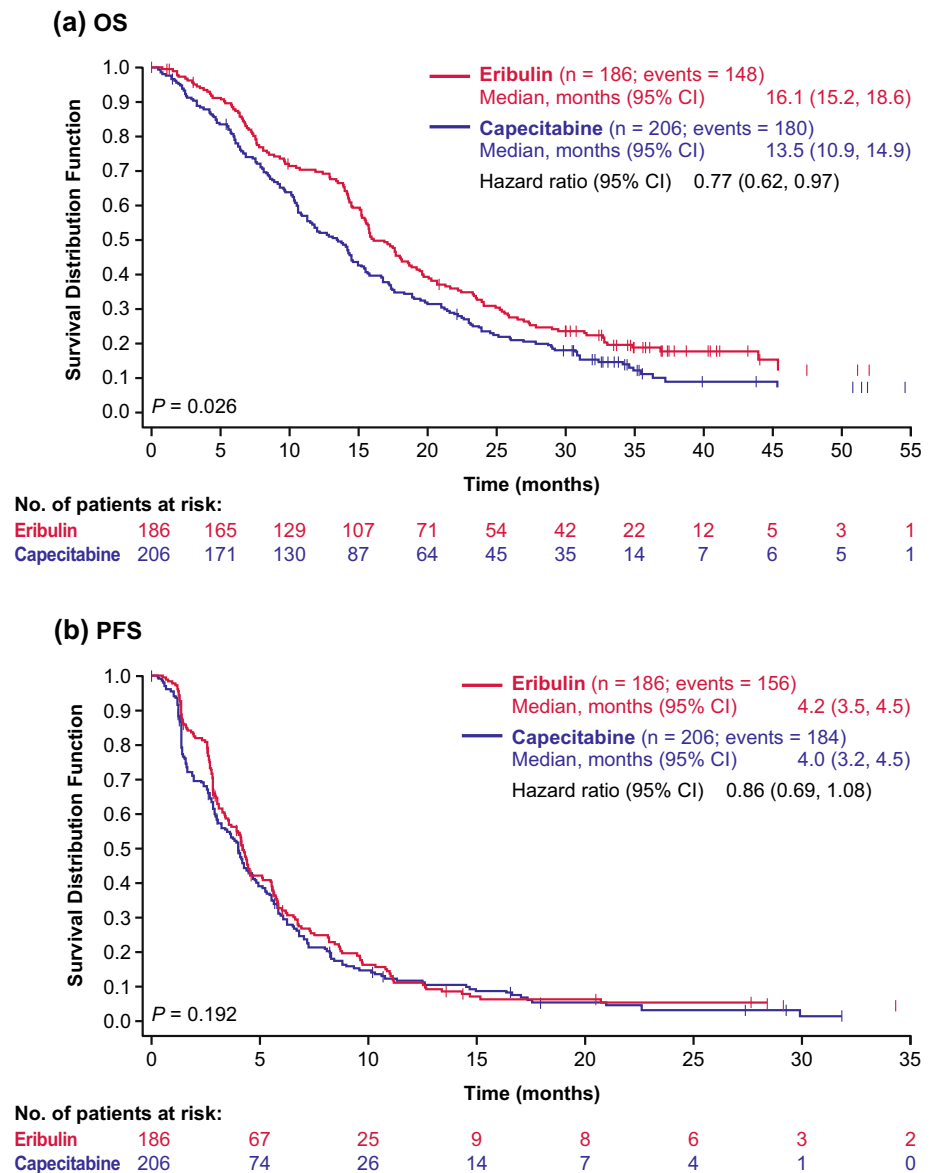 (a) OS
1.0
0.9
0.8
0.7
0.6
0.5
0.4
0.3
0.2
0.1
0.0
Survival Distribution Function
Eribulin (n = 186; events = 148)
Median, months (95% CI) 16.1 (15.2, 18.6)
Capecitabine (n = 206; events = 180)
Median, months (95% CI) 13.5 (10.9, 14.9)
Hazard ratio (95% CI) 0.77 (0.62, 0.97)
P = 0.026
0 5 10 15 20 25 30 35 40 45 50 55
Time (months)
No. of patients at risk:
Eribulin 186 165 129 107 71 54 42 22 12 5 3 1
Capecitabine 206 171 130 87 64 45 35 14 7 6 5 1
(b) PFS
1.0
0.9
0.8
0.7
0.6
0.5
0.4
0.3
0.2
0.1
0.0
Survival Distribution Function
Eribulin (n = 186; events = 156)
Median, months (95% CI) 4.2 (3.5, 4.5)
Capecitabine (n = 206; events = 184)
Median, months (95% CI) 4.0 (3.2, 4.5)
Hazard ratio (95% CI) 0.86 (0.69, 1.08)
P = 0.192
0 5 10 15 20 25 30 35
Time (months)
No. of patients at risk:
Eribulin 186 67 25 9 8 6 3 2
Capecitabine 206 74 26 14 7 4 1 0